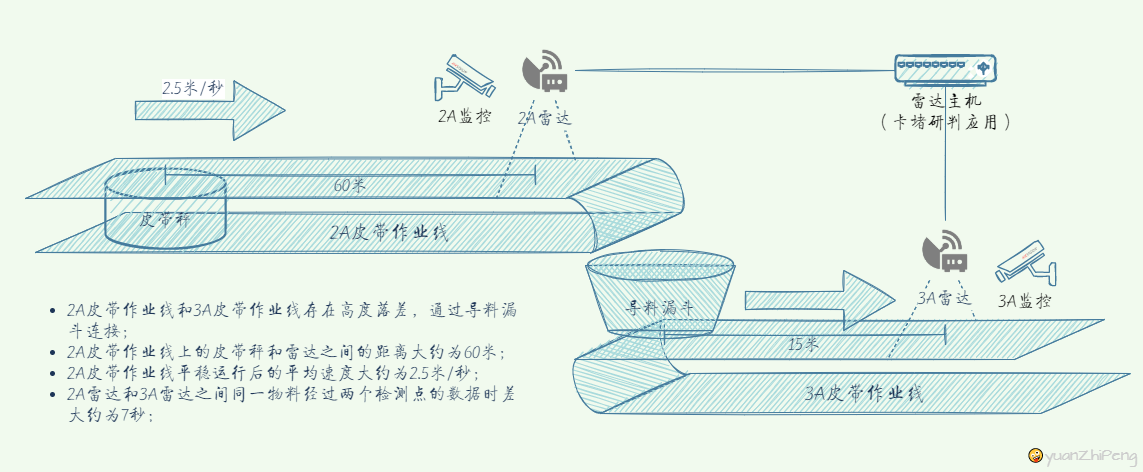 2.5米/秒
2A监控
2A雷达
雷达主机
（卡堵研判应用）
60米
皮带秤
2A皮带作业线
导料漏斗
3A雷达
3A监控
15米
3A皮带作业线
• 2A皮带作业线和3A皮带作业线存在高度落差，通过导料漏
斗连接；
• 2A皮带作业线上的皮带秤和雷达之间的距离大约为60米；
• 2A皮带作业线平稳运行后的平均速度大约为2.5米/秒；
• 2A雷达和3A雷达之间同一物料经过两个检测点的数据时差
大约为7秒；
yuanZhiPeng